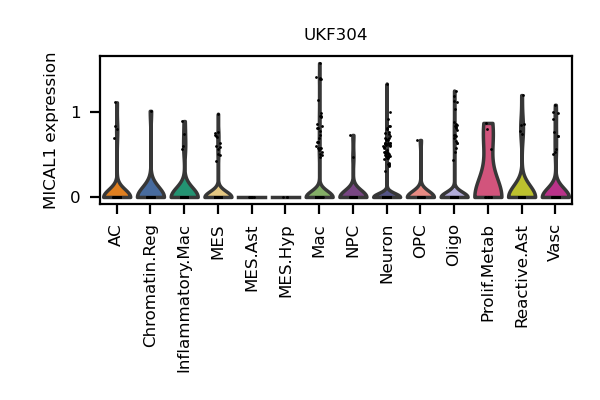 UKF304
MICAL1 expression
1
0
AC
Chromatin.Reg
Inflammatory.Mac
MES
MES.Ast
MES.Hyp
Mac
NPC
Neuron
OPC
Oligo
Prolif.Metab
Reactive.Ast
Vasc